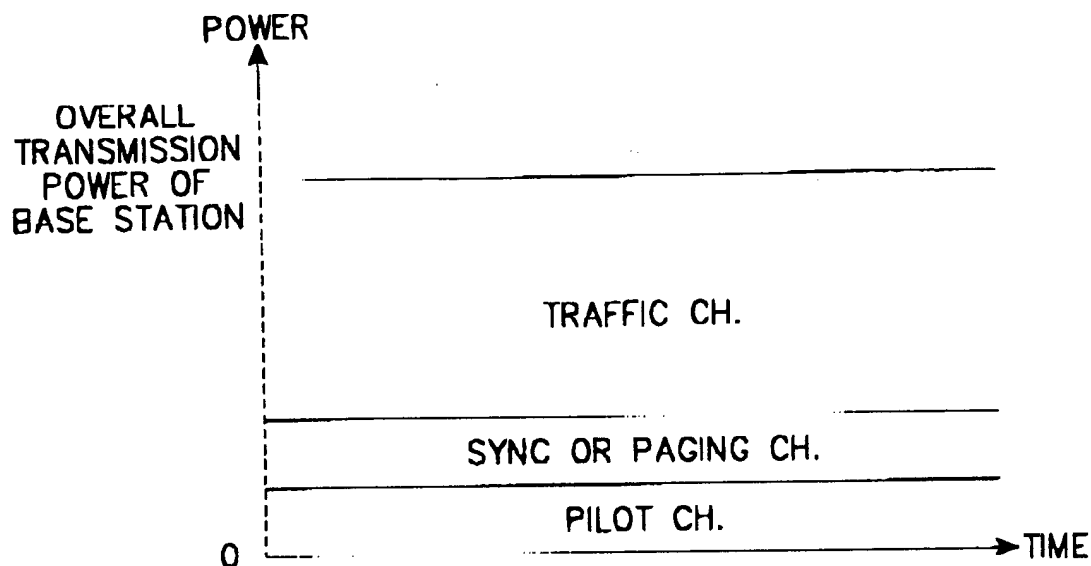 POWER
OVERALL
TRANSMISSION
POWER OF
BASE STATION
TRAFFIC CH.
SYNC OR PAGING CH.
PILOT CH.
0
TIME